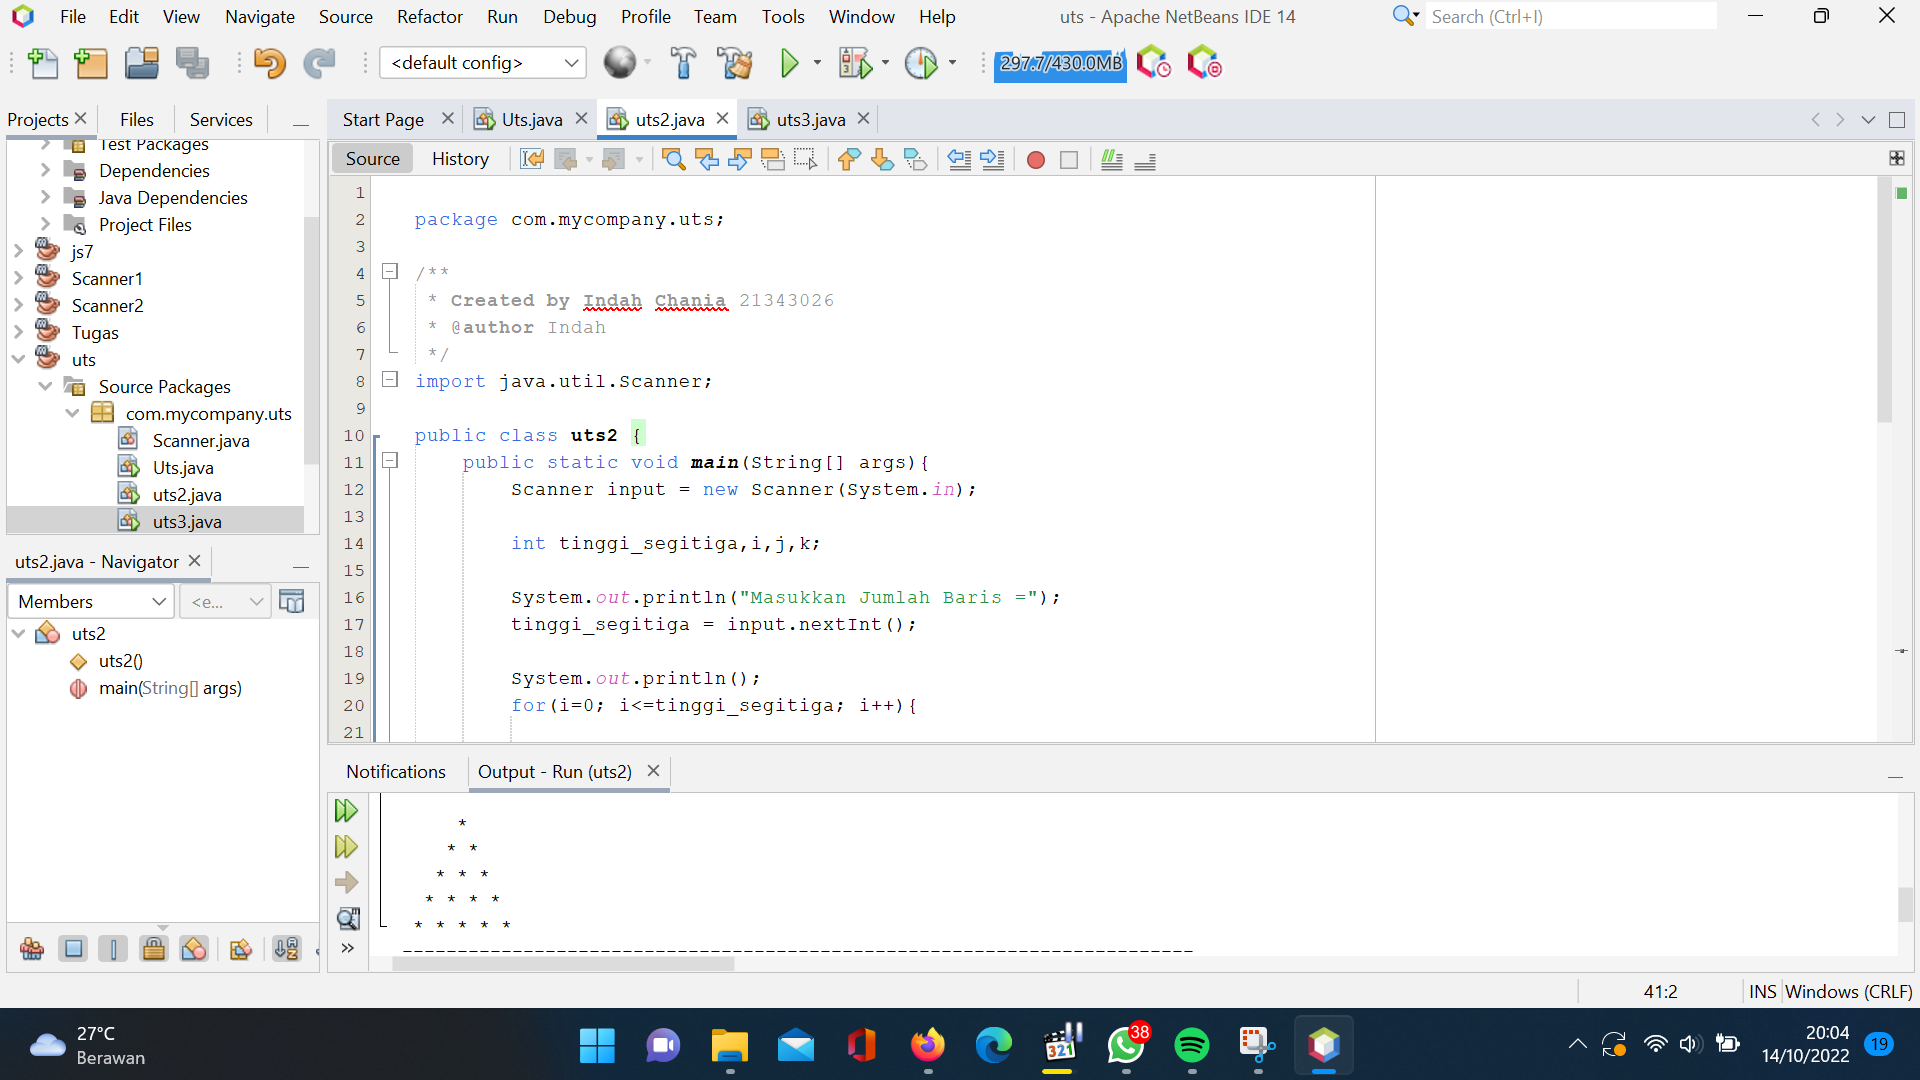 File Edit View Navigate Source Refactor Run Debug Profile Team Tools Window Help
uts - Apache NetBeans IDE 14
Search (Ctrl+I)
<default config>
297.7/430.0MB
Projects Files Services
Test Packages
Dependencies
Java Dependencies
Project Files
js7
Scanner1
Scanner2
Tugas
uts
Source Packages
com.mycompany.uts
Scanner.java
Uts.java
uts2.java
uts3.java
uts2.java - Navigator
Members
<e...
uts2
uts2()
main(String[] args)
Start Page Uts.java uts2.java uts3.java
Source History
1
2 package com.mycompany.uts;
3
4 /**
5 * Created by Indah Chania 21343026
6 * @author Indah
7 */
8 import java.util.Scanner;
9
10 public class uts2 {
11 public static void main(String[] args){
12 Scanner input = new Scanner(System.in);
13
14 int tinggi_segitiga,i,j,k;
15
16 System.out.println("Masukkan Jumlah Baris =");
17 tinggi_segitiga = input.nextInt();
18
19 System.out.println();
20 for(i=0; i<=tinggi_segitiga; i++){
21
Notifications Output - Run (uts2)
*
* *
* * *
* * * *
* * * * *
------------------------------------------------------------------------
41:2 INS Windows (CRLF)
27°C
Berawan
321
38
20:04
14/10/2022
19